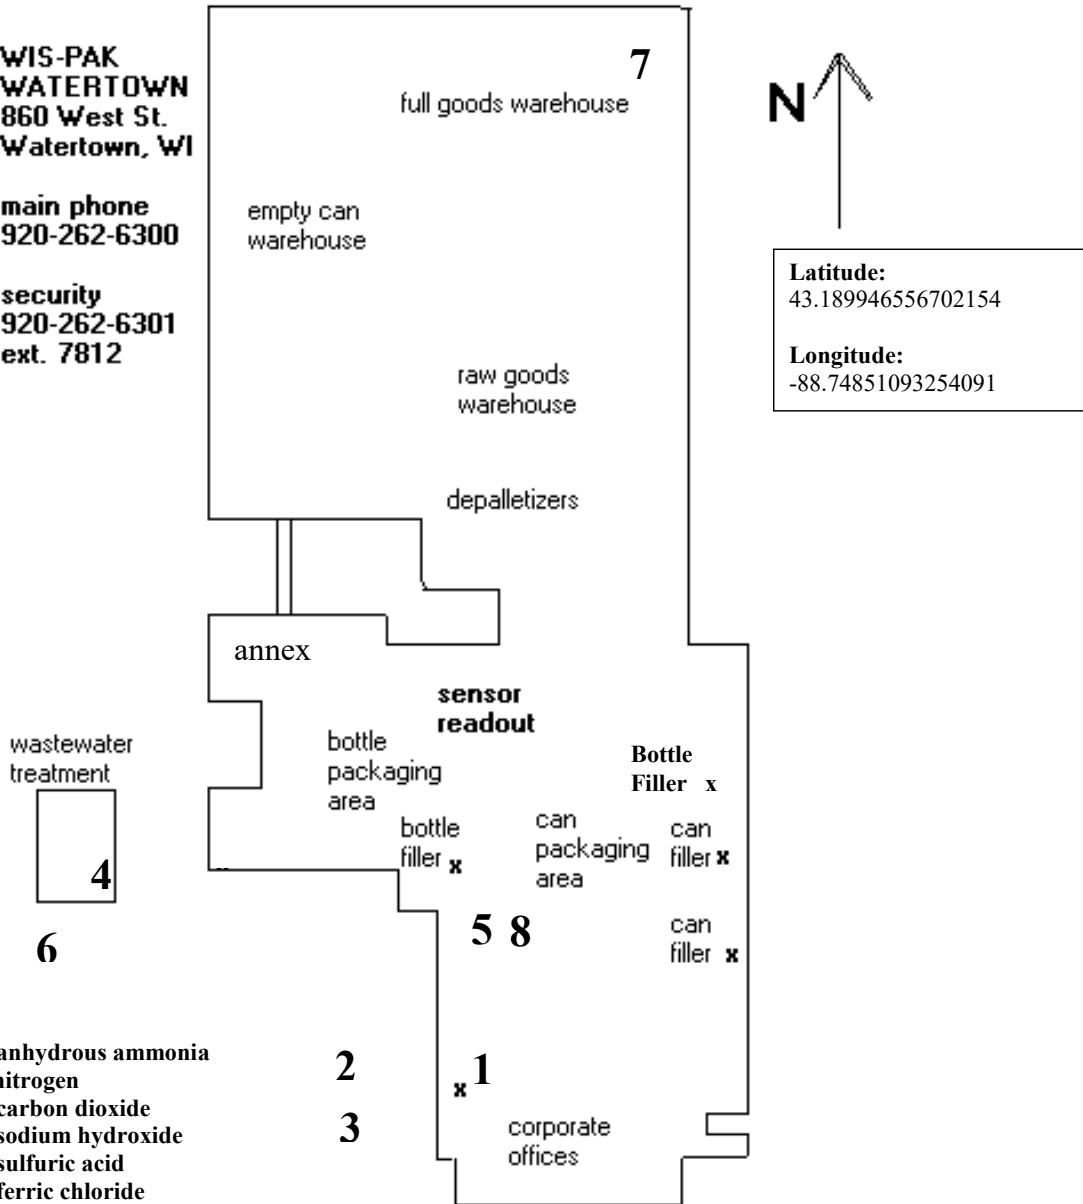 WIS-PAK
WATERTOWN
860 West St.
Watertown, WI
main phone
920-262-6300
security
920-262-6301
ext. 7812
7
full goods warehouse
N
empty can
warehouse
Latitude:
43.189946556702154
Longitude:
-88.74851093254091
raw goods
warehouse
depalletizers
annex
sensor
readout
wastewater
treatment
4
6
bottle
packaging
area
Bottle
Filler x
bottle
filler x
can
packaging
area
can
filler x
can
filler x
5 8
2
3
x 1
corporate
offices
anhydrous ammonia
nitrogen
carbon dioxide
sodium hydroxide
sulfuric acid
ferric chloride